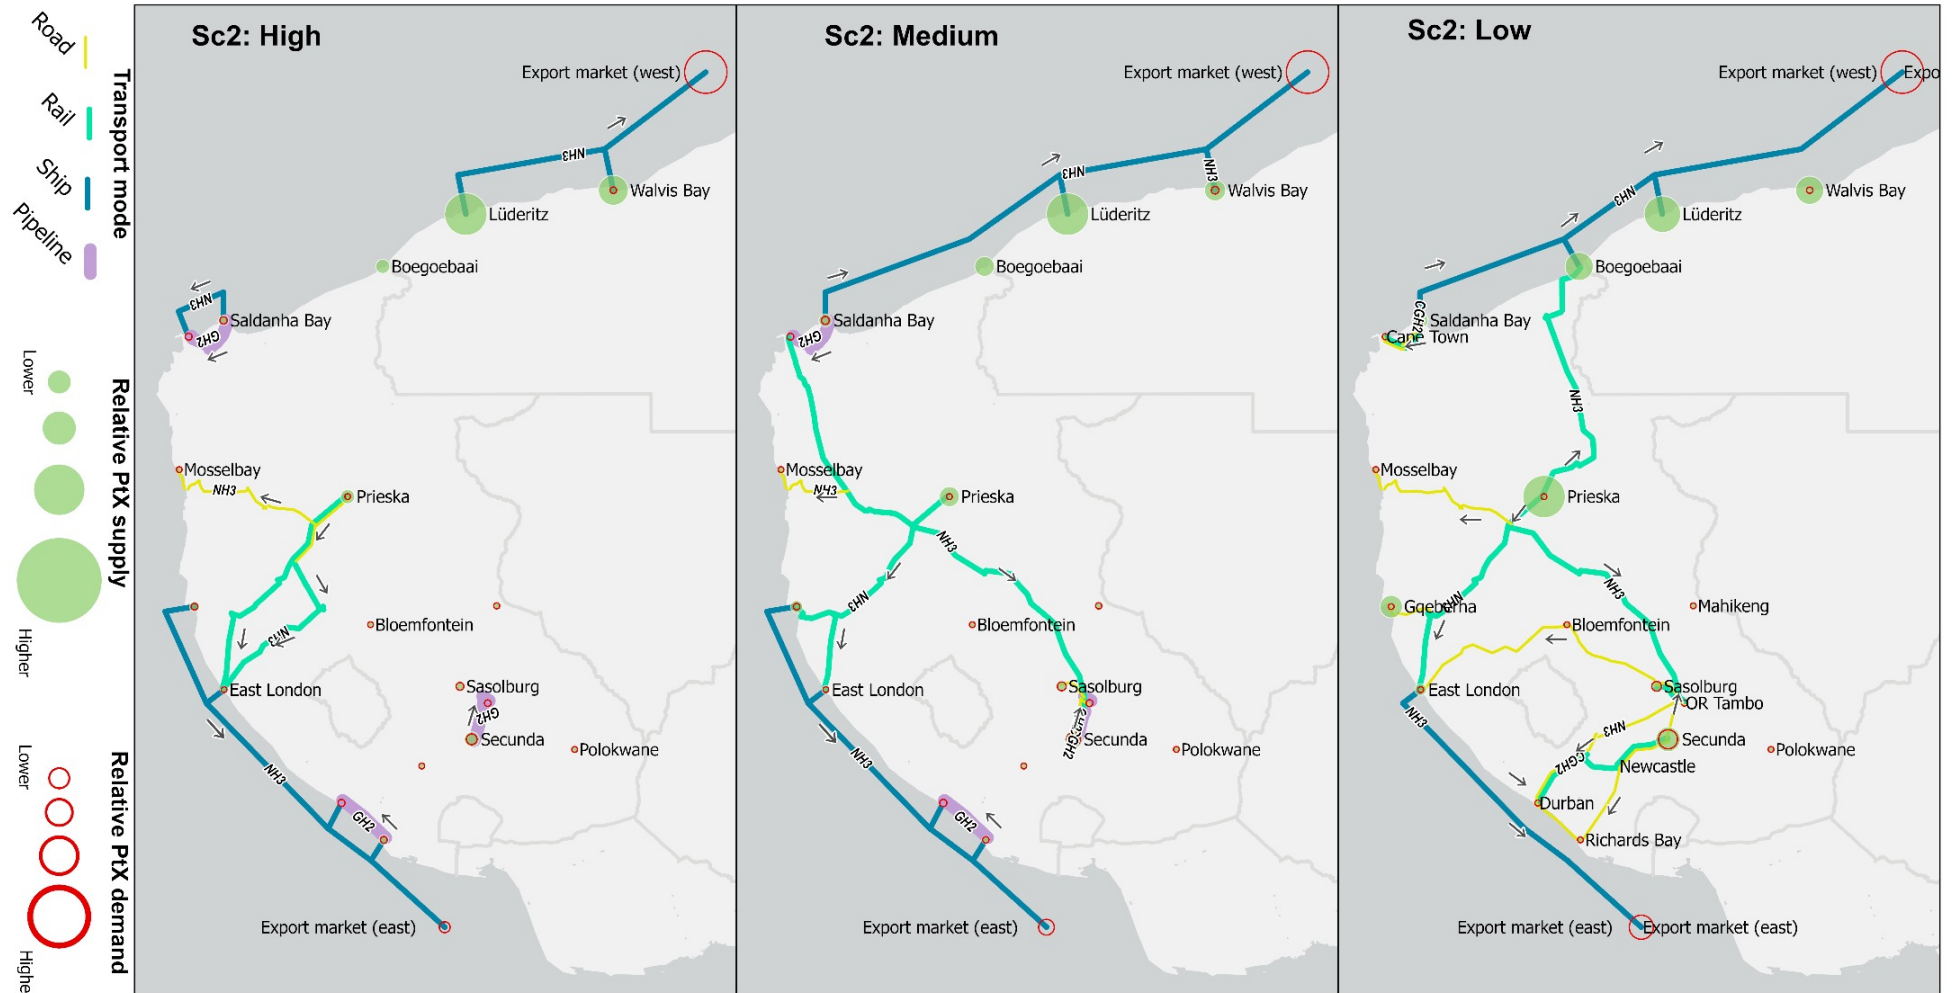 Transport mode
Road
Rail
Ship
Pipeline
Relative PtX supply
Lower
Higher
Relative PtX demand
Lower
Highe
Sc2: High
Export market (west)
NH3
Walvis Bay
Lüderitz
Boegoebaai
NH3
Saldanha Bay
GH2
Mosselbay
NH3
Prieska
NH3
Bloemfontein
East London
Sasolburg
GH2
Secunda
Polokwane
NH3
GH2
Export market (east)
Sc2: Medium
Export market (west)
NH3
NH3
Walvis Bay
Lüderitz
Boegoebaai
Saldanha Bay
GH2
Mosselbay
NH3
Prieska
NH3
NH3
Bloemfontein
East London
Sasolburg
Secunda
GH2
Polokwane
NH3
GH2
Export market (east)
Sc2: Low
Export market (west)
Expo
NH3
Walvis Bay
Lüderitz
Boegoebaai
CGH2
Saldanha Bay
Cape Town
NH3
Mosselbay
Prieska
NH3
Gqeberha
NH3
Mahikeng
Bloemfontein
East London
Sasolburg
OR Tambo
NH3
NH3
Secunda
Polokwane
CGH2
Newcastle
Durban
Richards Bay
Export market (east)
Export market (east)